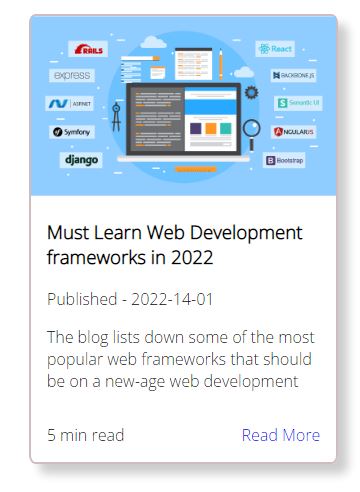 RAILS
React
express
BACKBONE.JS
ASP.NET
Semantic UI
Symfony
ANGULARJS
django
B Bootstrap
Must Learn Web Development
frameworks in 2022
Published - 2022-14-01
The blog lists down some of the most
popular web frameworks that should
be on a new-age web development
5 min read Read More